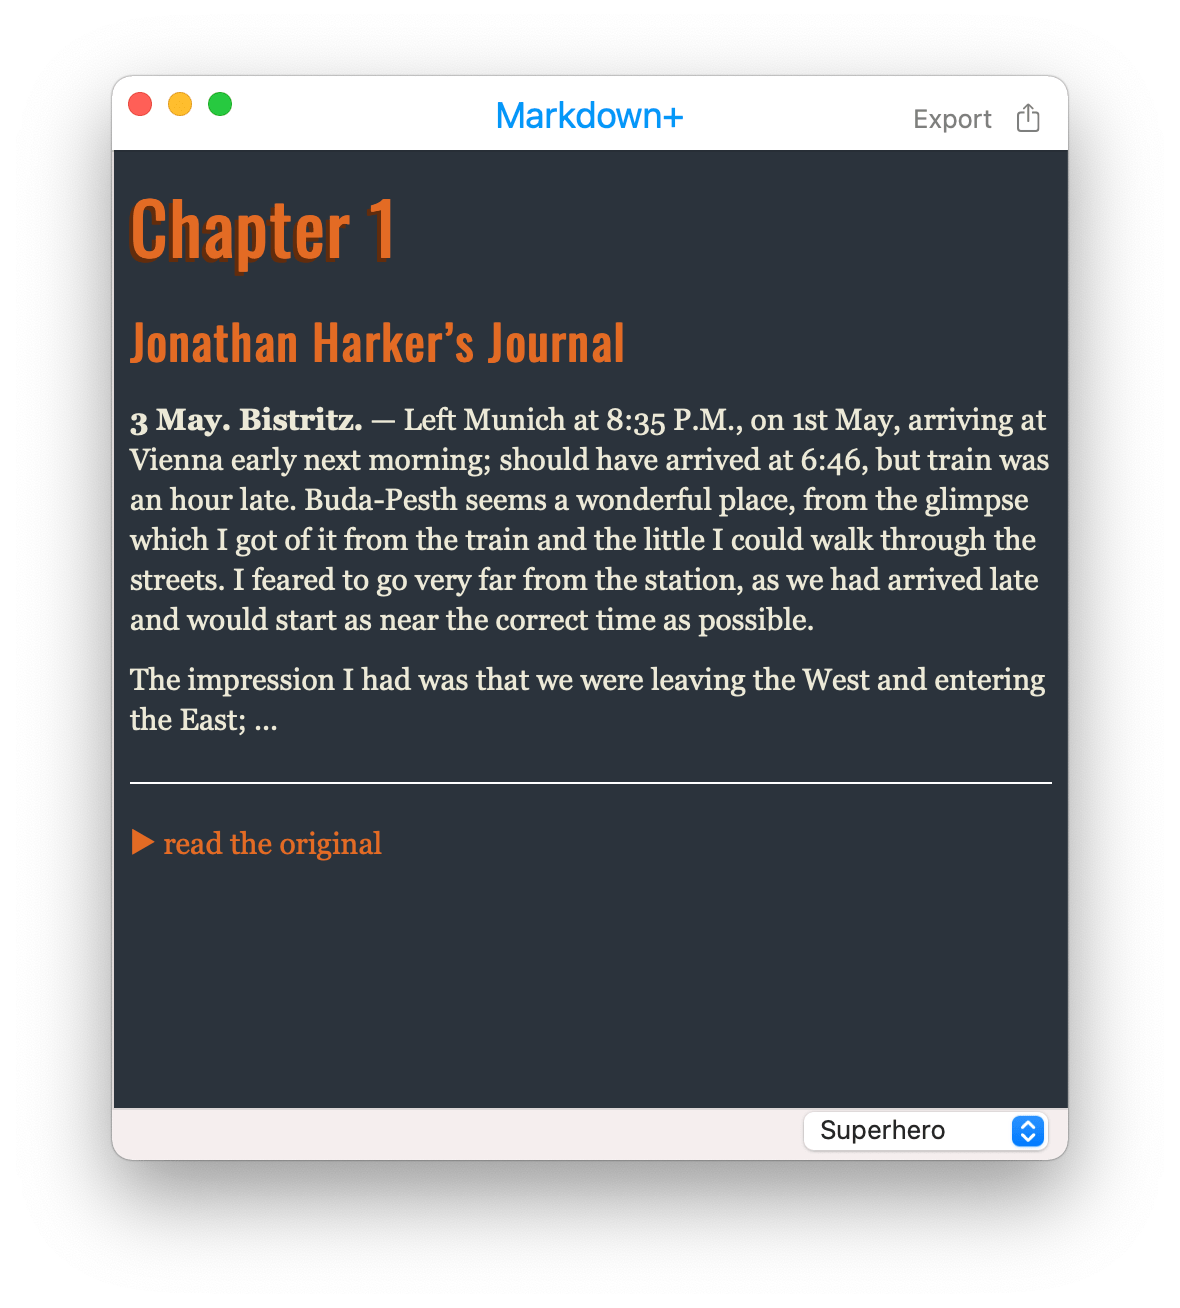 Markdown+
Export
Chapter 1
Jonathan Harker’s Journal
3 May. Bistritz. — Left Munich at 8:35 P.M., on 1st May, arriving at
Vienna early next morning; should have arrived at 6:46, but train was
an hour late. Buda-Pesth seems a wonderful place, from the glimpse
which I got of it from the train and the little I could walk through the
streets. I feared to go very far from the station, as we had arrived late
and would start as near the correct time as possible.
The impression I had was that we were leaving the West and entering
the East; ...
▶ read the original
Superhero